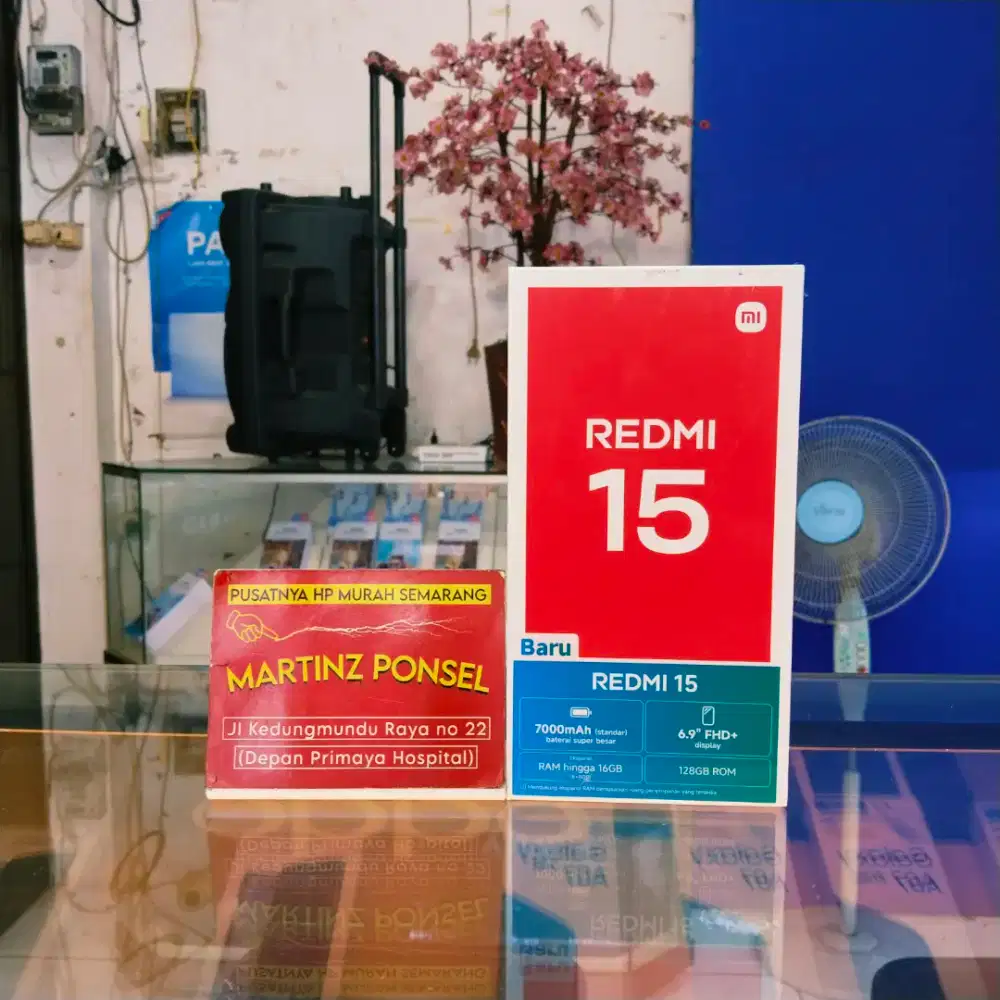 PA
mi
REDMI
15
Baru
REDMI 15
7000mAh (standar)
baterai super besar
6.9" FHD+
display
RAM hingga 16GB
128GB ROM
PUSATNYA HP MURAH SEMARANG
MARTINZ PONSEL
Jl Kedungmundu Raya no 22
(Depan Primaya Hospital)